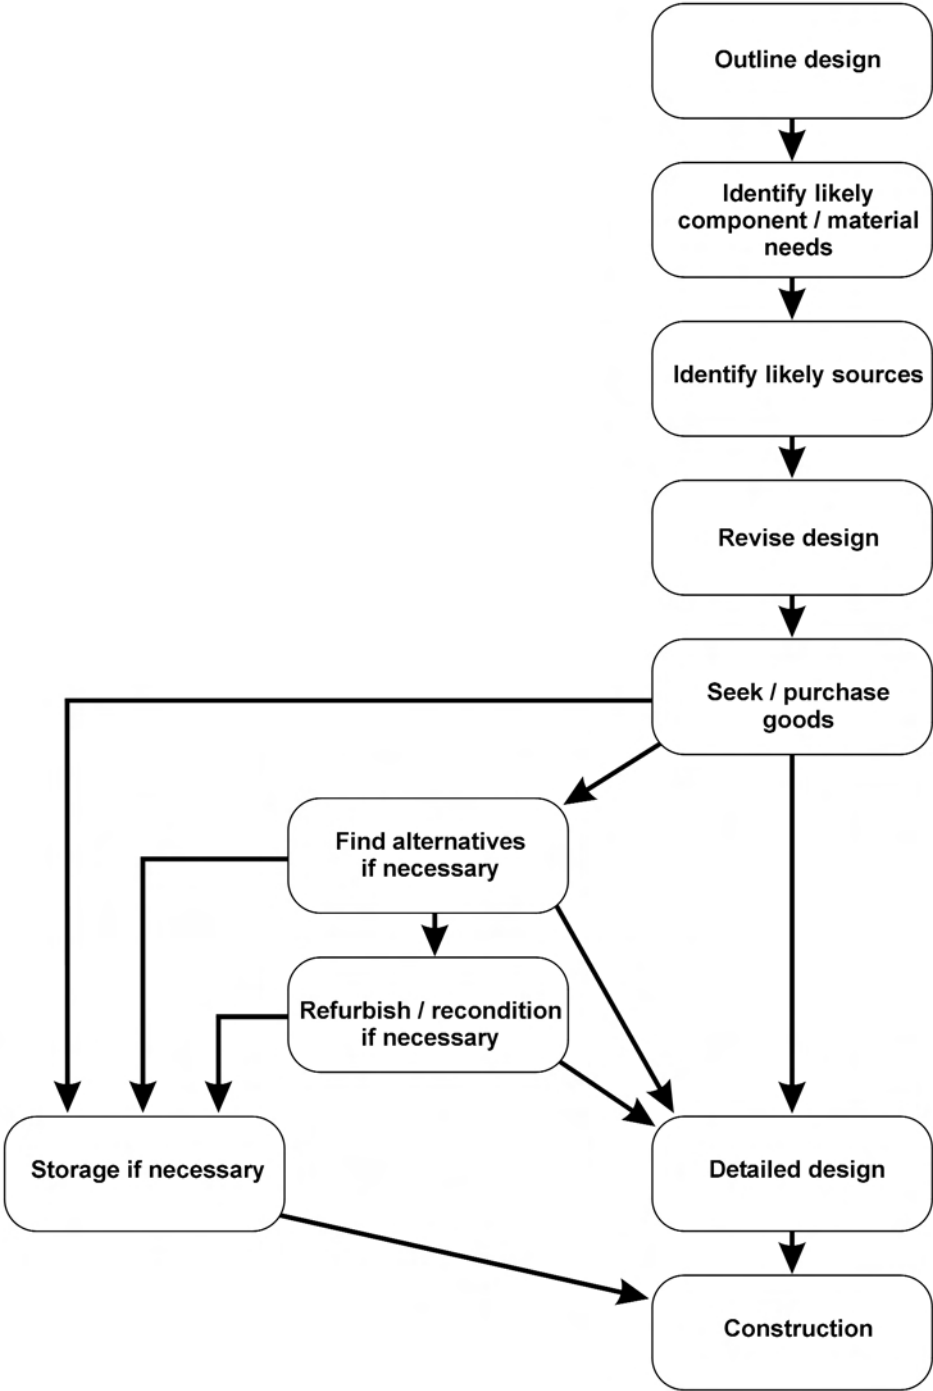 Outline design
Identify likely
component / material
needs
Identify likely sources
Revise design
Seek / purchase
goods
Find alternatives
if necessary
Refurbish / recondition
if necessary
Storage if necessary
Detailed design
Construction